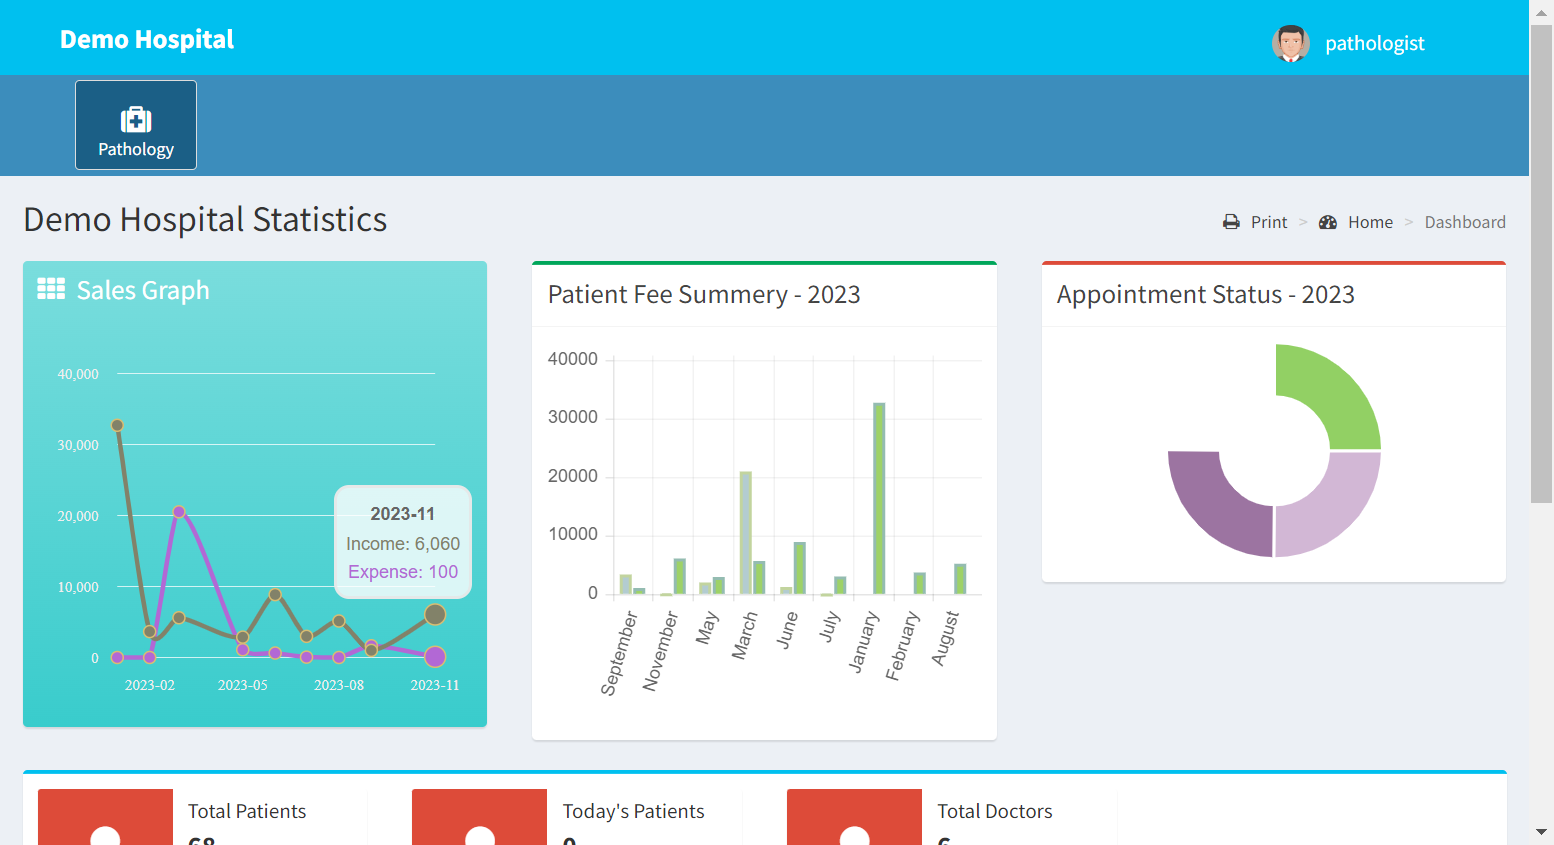 Demo Hospital
pathologist
Pathology
Demo Hospital Statistics
Print > Home > Dashboard
Sales Graph
40,000
30,000
20,000
10,000
0
2023-02 2023-05 2023-08 2023-11
2023-11
Income: 6,060
Expense: 100
Patient Fee Summery - 2023
40000
30000
20000
10000
0
September November May March June July January February August
Appointment Status - 2023
Total Patients
68
Today's Patients
0
Total Doctors
6